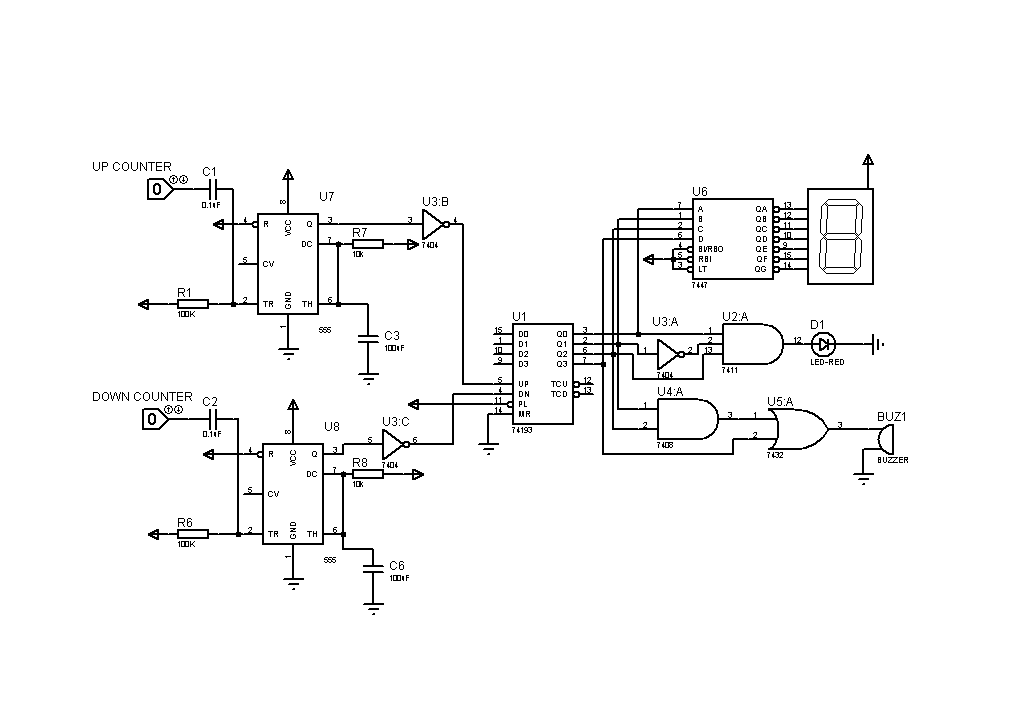 UP COUNTER
0
C1
0.1uF
R1
100K
U7
4 R
5 CV
2 TR
8
VCC
GND
1
Q 3
DC 7
TH 6
555
R7
10k
C3
100nF
U3:B
3 4
7404
DOWN COUNTER
0
C2
0.1uF
R6
100K
U8
4 R
5 CV
2 TR
8
VCC
GND
1
Q 3
DC 7
TH 6
555
R8
10k
C6
100nF
U3:C
5 6
7404
U1
15 D0 Q0 3
1 D1 Q1 2
10 D2 Q2 6
9 D3 Q3 7
5 UP TCU 12
4 DN TCD 13
11 PL
14 MR
74193
U6
7 A QA 13
1 B QB 12
2 C QC 11
6 D QD 10
4 BI/RBO QE 9
5 RBI QF 15
3 LT QG 14
7447
U3:A
1 2
7404
U2:A
1
2
13
12
7411
D1
LED-RED
U4:A
1
2
3
7408
U5:A
1
2
3
7432
BUZ1
BUZZER